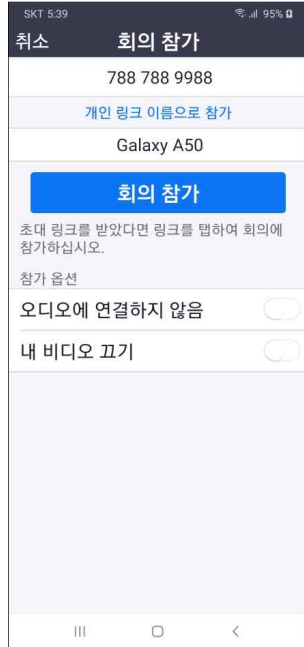 SKT 5:39 95%
취소 회의 참가
788 788 9988
개인 링크 이름으로 참가
Galaxy A50
회의 참가
초대 링크를 받았다면 링크를 탭하여 회의에
참가하십시오.
참가 옵션
오디오에 연결하지 않음
내 비디오 끄기